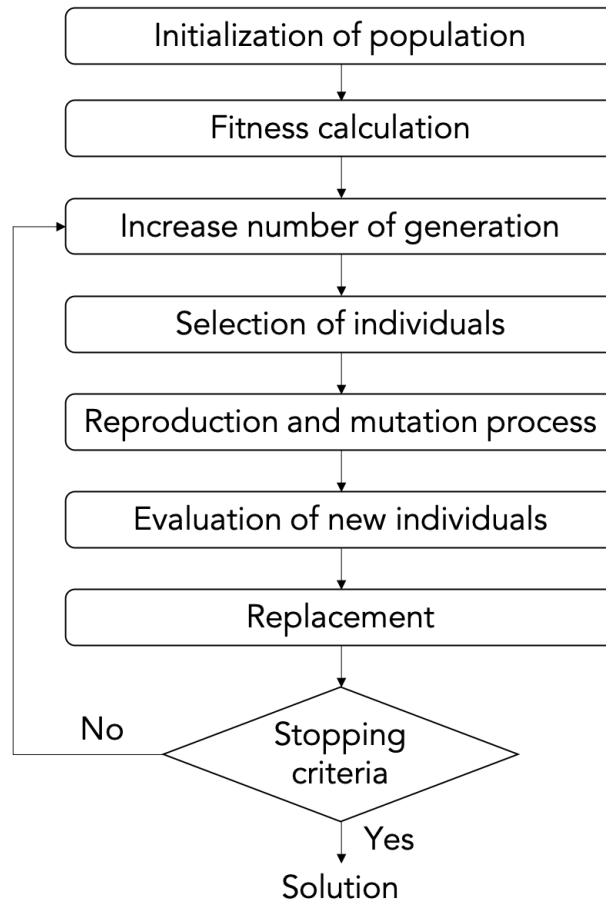 Initialization of population
Fitness calculation
Increase number of generation
Selection of individuals
Reproduction and mutation process
Evaluation of new individuals
Replacement
Stopping
criteria
No
Yes
Solution